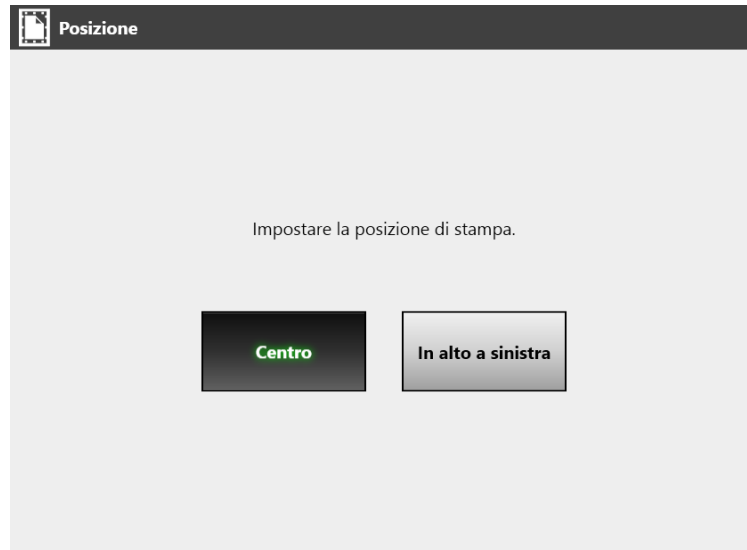 Posizione
Impostare la posizione di stampa.
Centro
In alto a sinistra